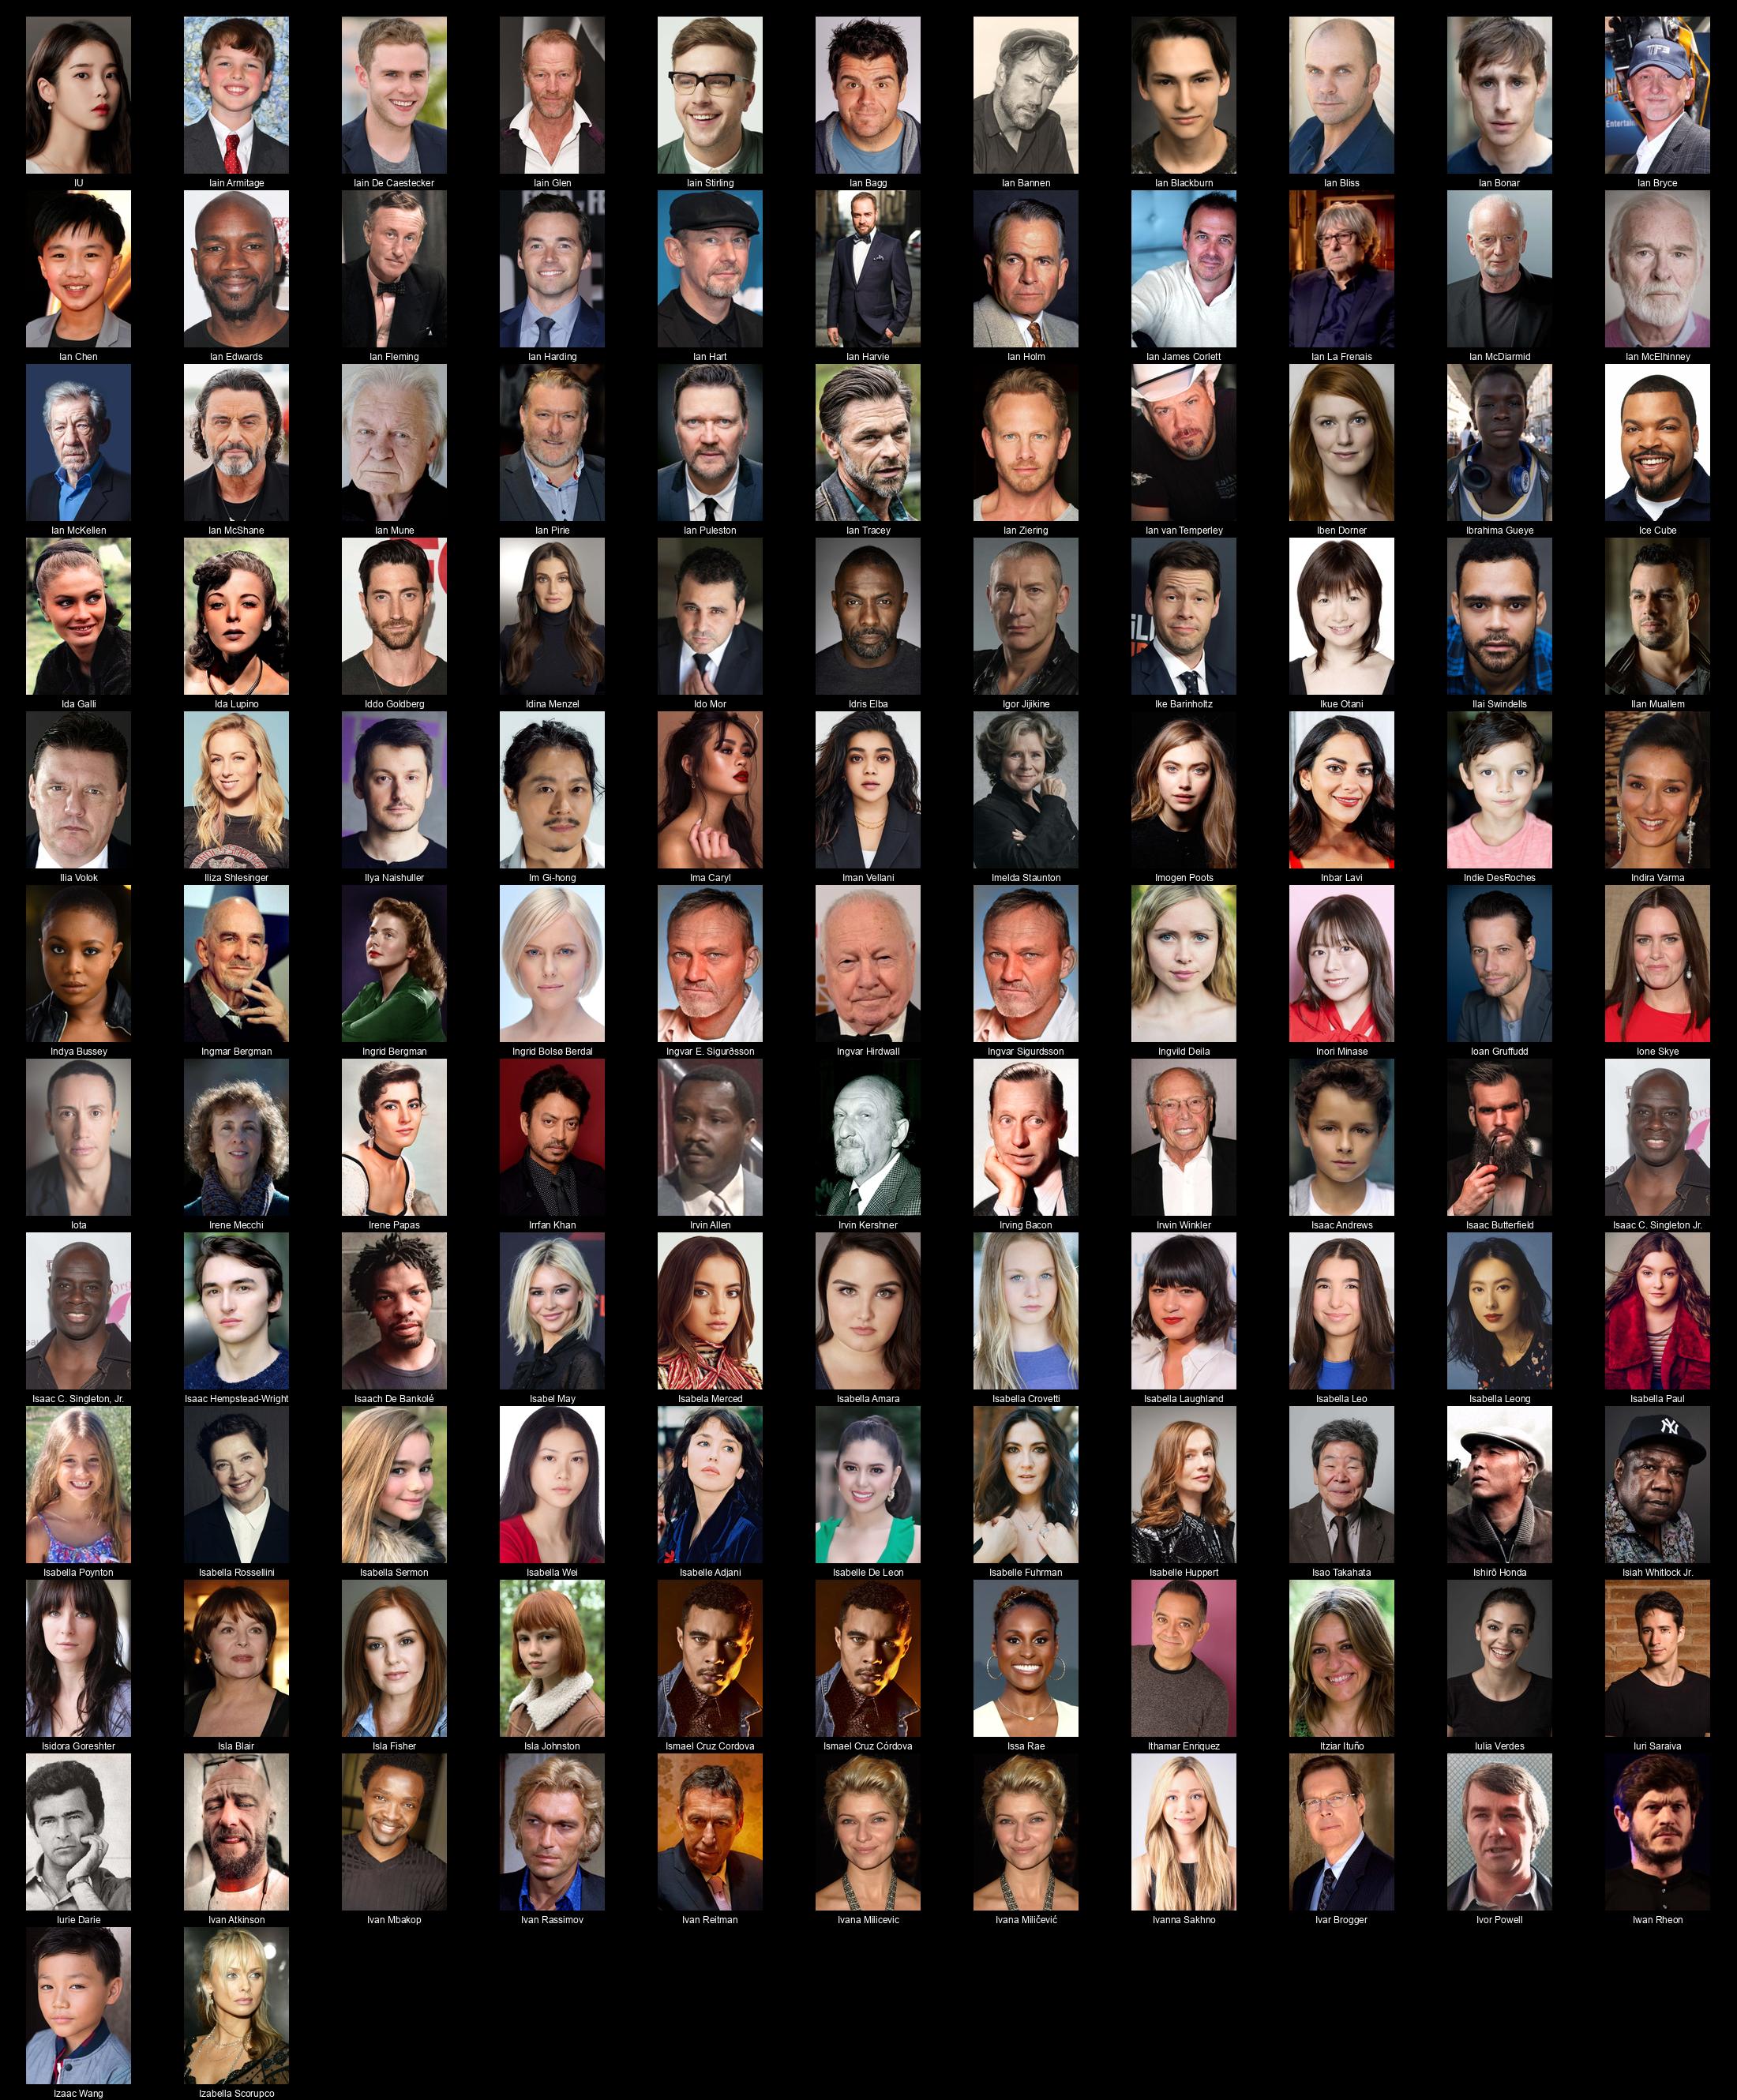 IU
Iain Armitage
Iain De Caestecker
Iain Glen
Iain Stirling
Ian Bagg
Ian Bannen
Ian Blackburn
Ian Bliss
Ian Bonar
Ian Bryce
Ian Chen
Ian Edwards
Ian Fleming
Ian Harding
Ian Hart
Ian Harvie
Ian Holm
Ian James Corlett
Ian La Frenais
Ian McDiarmid
Ian McElhinney
Ian McKellen
Ian McShane
Ian Mune
Ian Pirie
Ian Puleston
Ian Tracey
Ian Ziering
Ian van Temperley
Iben Dorner
Ibrahima Gueye
Ice Cube
Ida Galli
Ida Lupino
Iddo Goldberg
Idina Menzel
Ido Mor
Idris Elba
Igor Jijikine
Ike Barinholtz
Ikue Otani
Ilai Swindells
Ilan Muallem
Ilia Volok
Iliza Shlesinger
Ilya Naishuller
Im Gi-hong
Ima Caryl
Iman Vellani
Imelda Staunton
Imogen Poots
Inbar Lavi
Indie DesRoches
Indira Varma
Indya Bussey
Ingmar Bergman
Ingrid Bergman
Ingrid Bolsø Berdal
Ingvar E. Sigurðsson
Ingvar Hirdwall
Ingvar Sigurdsson
Ingvild Deila
Inori Minase
Ioan Gruffudd
Ione Skye
Iota
Irene Mecchi
Irene Papas
Irrfan Khan
Irvin Allen
Irvin Kershner
Irving Bacon
Irwin Winkler
Isaac Andrews
Isaac Butterfield
Isaac C. Singleton Jr.
Isaac C. Singleton, Jr.
Isaac Hempstead-Wright
Isaach De Bankolé
Isabel May
Isabela Merced
Isabella Amara
Isabella Crovetti
Isabella Laughland
Isabella Leo
Isabella Leong
Isabella Paul
Isabella Poynton
Isabella Rossellini
Isabella Sermon
Isabella Wei
Isabelle Adjani
Isabelle De Leon
Isabelle Fuhrman
Isabelle Huppert
Isao Takahata
Ishirō Honda
Isiah Whitlock Jr.
Isidora Goreshter
Isla Blair
Isla Fisher
Isla Johnston
Ismael Cruz Cordova
Ismael Cruz Córdova
Issa Rae
Ithamar Enriquez
Itziar Ituño
Iulia Verdes
Iuri Saraiva
Iurie Darie
Ivan Atkinson
Ivan Mbakop
Ivan Rassimov
Ivan Reitman
Ivana Milicevic
Ivana Miličević
Ivanna Sakhno
Ivar Brogger
Ivor Powell
Iwan Rheon
Izaac Wang
Izabella Scorupco